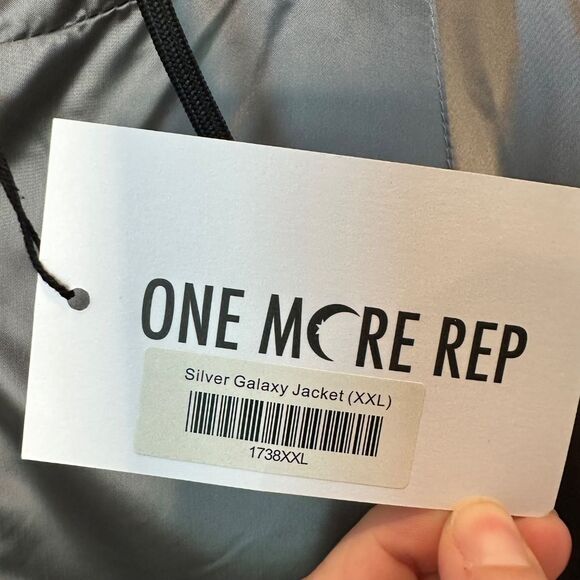 ONE MORE REP
Silver Galaxy Jacket (XXL)
1738XXL